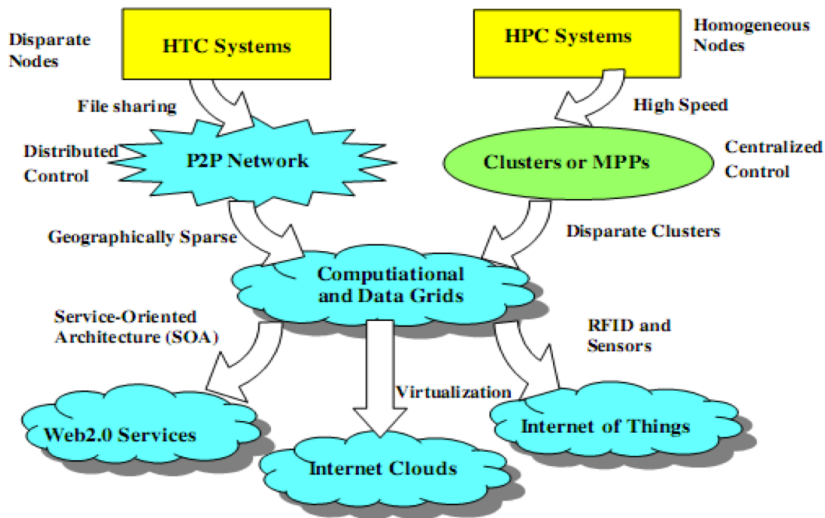 Disparate
Nodes
HTC Systems
HPC Systems
Homogeneous
Nodes
File sharing
High Speed
Distributed
Control
P2P Network
Clusters or MPPs
Centralized
Control
Geographically Sparse
Disparate Clusters
Computiational
and Data Grids
Service-Oriented
Architecture (SOA)
RFID and
Sensors
Virtualization
Web2.0 Services
Internet of Things
Internet Clouds